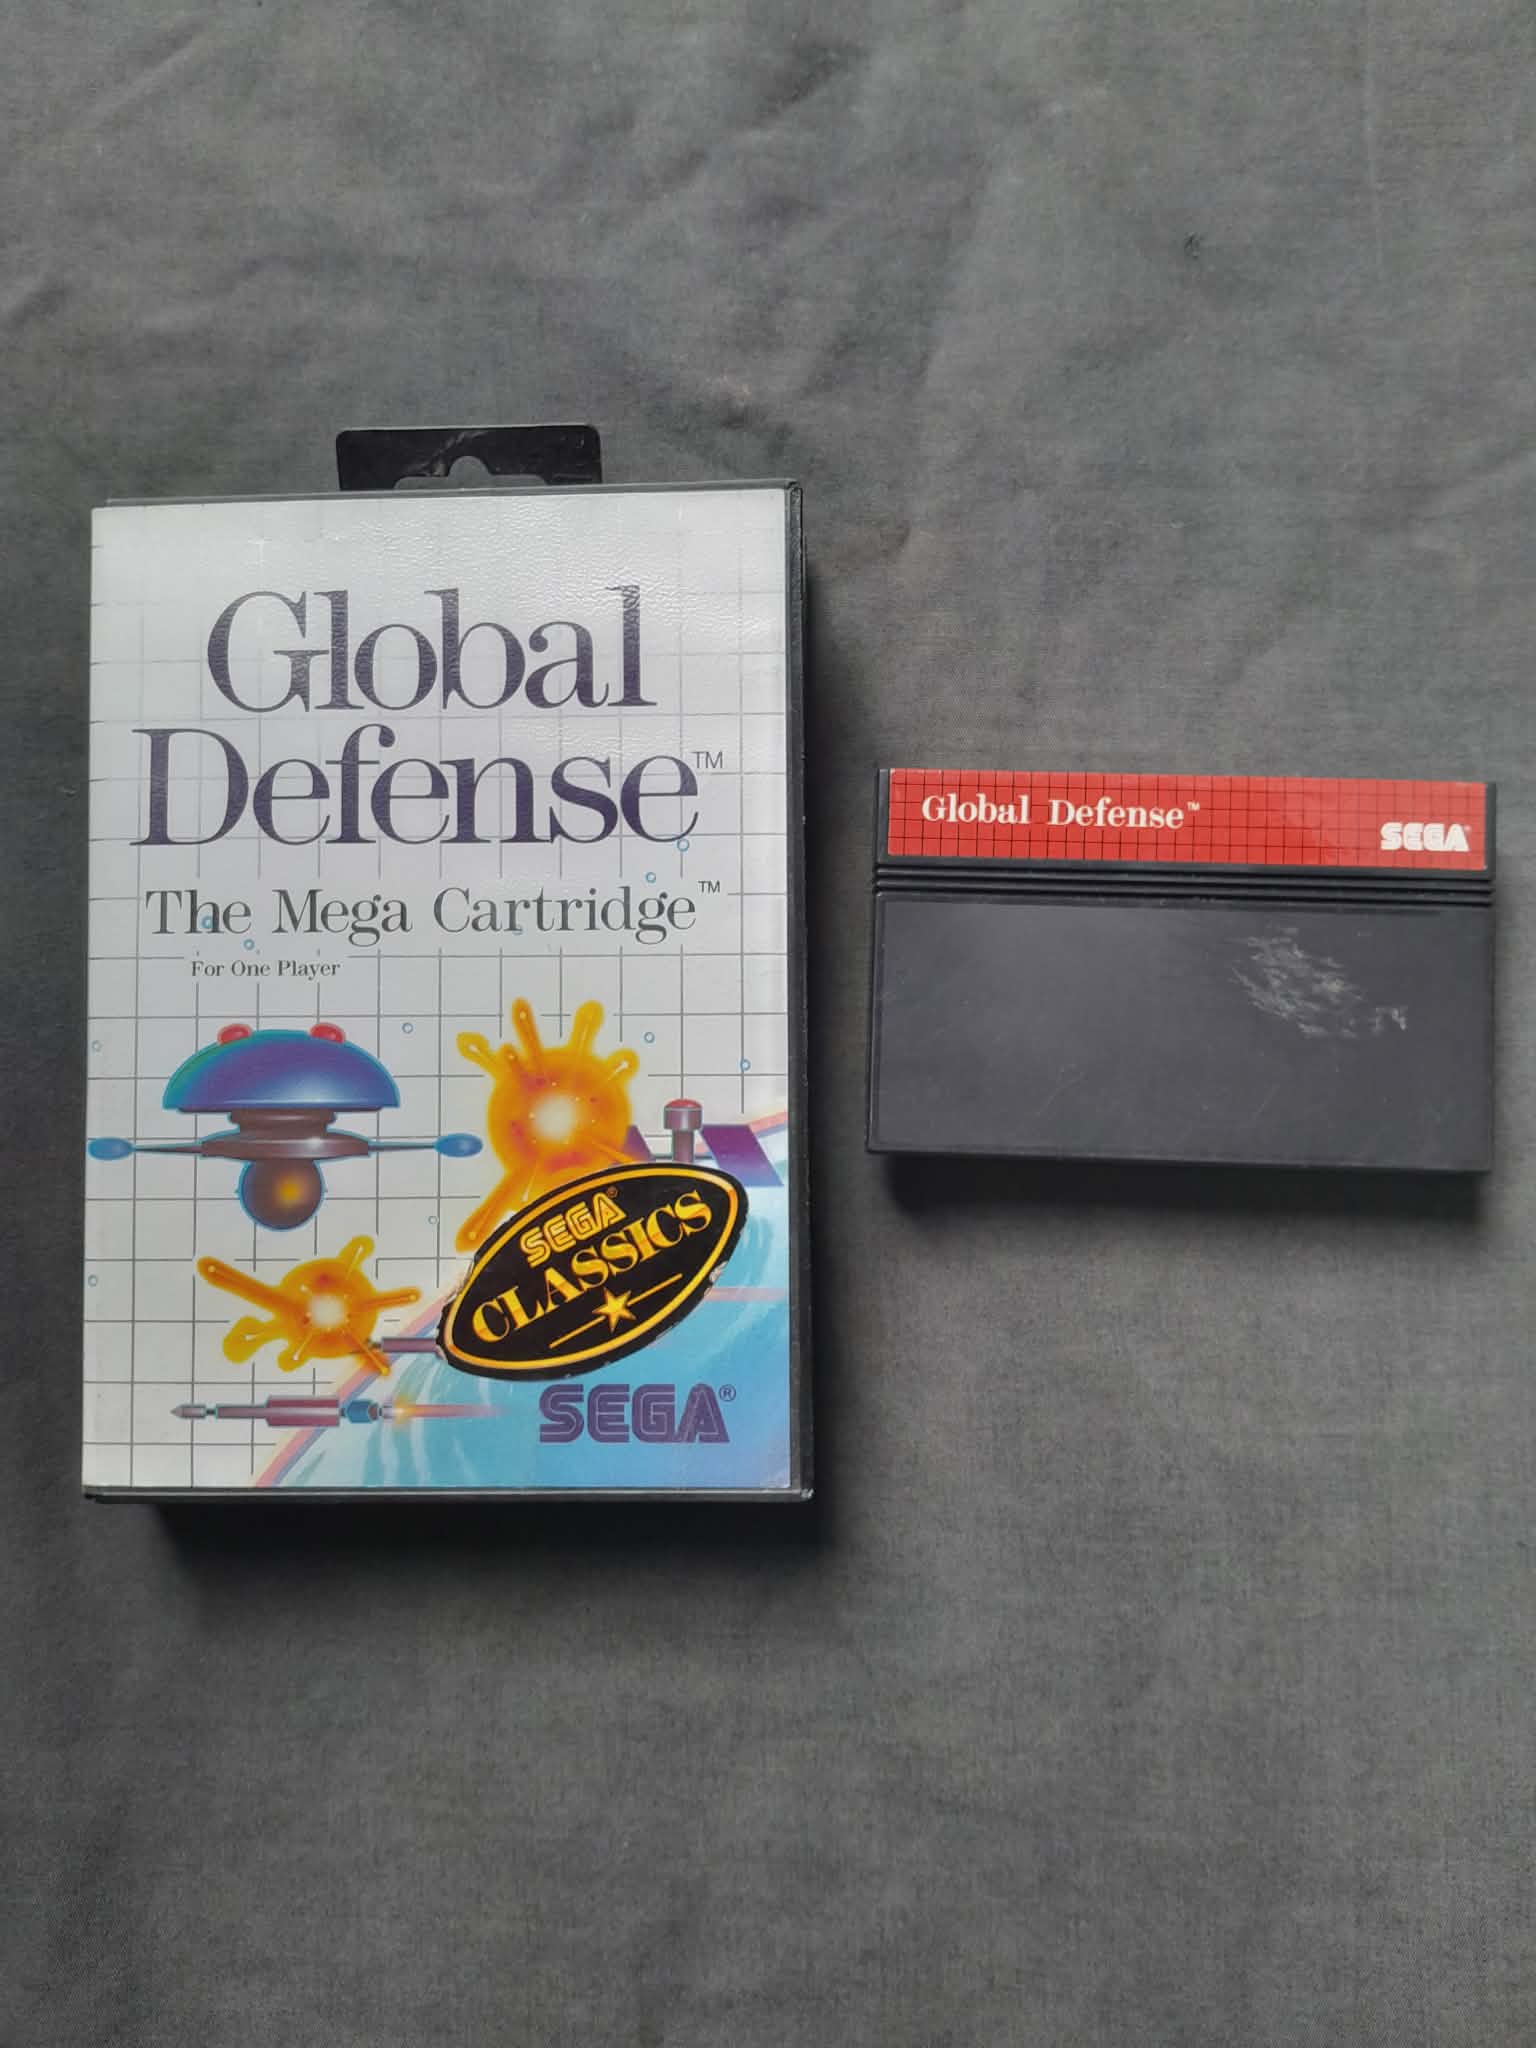 Global
Defense™
The Mega Cartridge™
For One Player
SEGA®
CLASSICS
SEGA®
Global Defense™
SEGA®